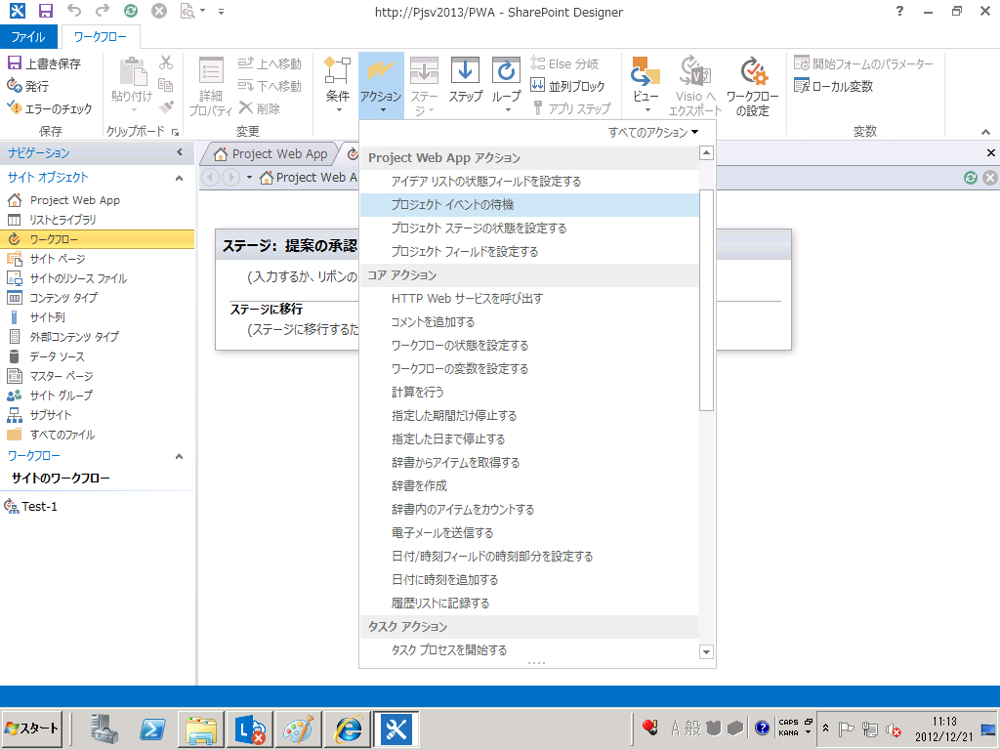 http://Pjsv2013/PWA - SharePoint Designer
ファイル
ワークフロー
上書き保存
発行
エラーのチェック
保存
貼り付け
クリップボード
詳細
プロパティ
上へ移動
下へ移動
削除
変更
条件
アクション
ステー
ジ
ステップ
ループ
Else 分岐
並列ブロック
アプリ ステップ
ビュー
Visio へ
エクスポート
ワークフロー
の設定
開始フォームのパラメーター
ローカル変数
変数
ナビゲーション
サイト オブジェクト
Project Web App
リストとライブラリ
ワークフロー
サイト ページ
サイトのリソース ファイル
コンテンツ タイプ
サイト列
外部コンテンツ タイプ
データ ソース
マスター ページ
サイト グループ
サブサイト
すべてのファイル
ワークフロー
サイトのワークフロー
Test-1
Project Web App
Project Web A
ステージ: 提案の承認
(入力するか、リボンの
ステージに移行
(ステージに移行するた
すべてのアクション
Project Web App アクション
アイデア リストの状態フィールドを設定する
プロジェクト イベントの待機
プロジェクト ステージの状態を設定する
プロジェクト フィールドを設定する
コア アクション
HTTP Web サービスを呼び出す
コメントを追加する
ワークフローの状態を設定する
ワークフローの変数を設定する
計算を行う
指定した期間だけ停止する
指定した日まで停止する
辞書からアイテムを取得する
辞書を作成
辞書内のアイテムをカウントする
電子メールを送信する
日付/時刻フィールドの時刻部分を設定する
日付に時刻を追加する
履歴リストに記録する
タスク アクション
タスク プロセスを開始する
スタート
A 般
CAPS
KANA
11:13
2012/12/21